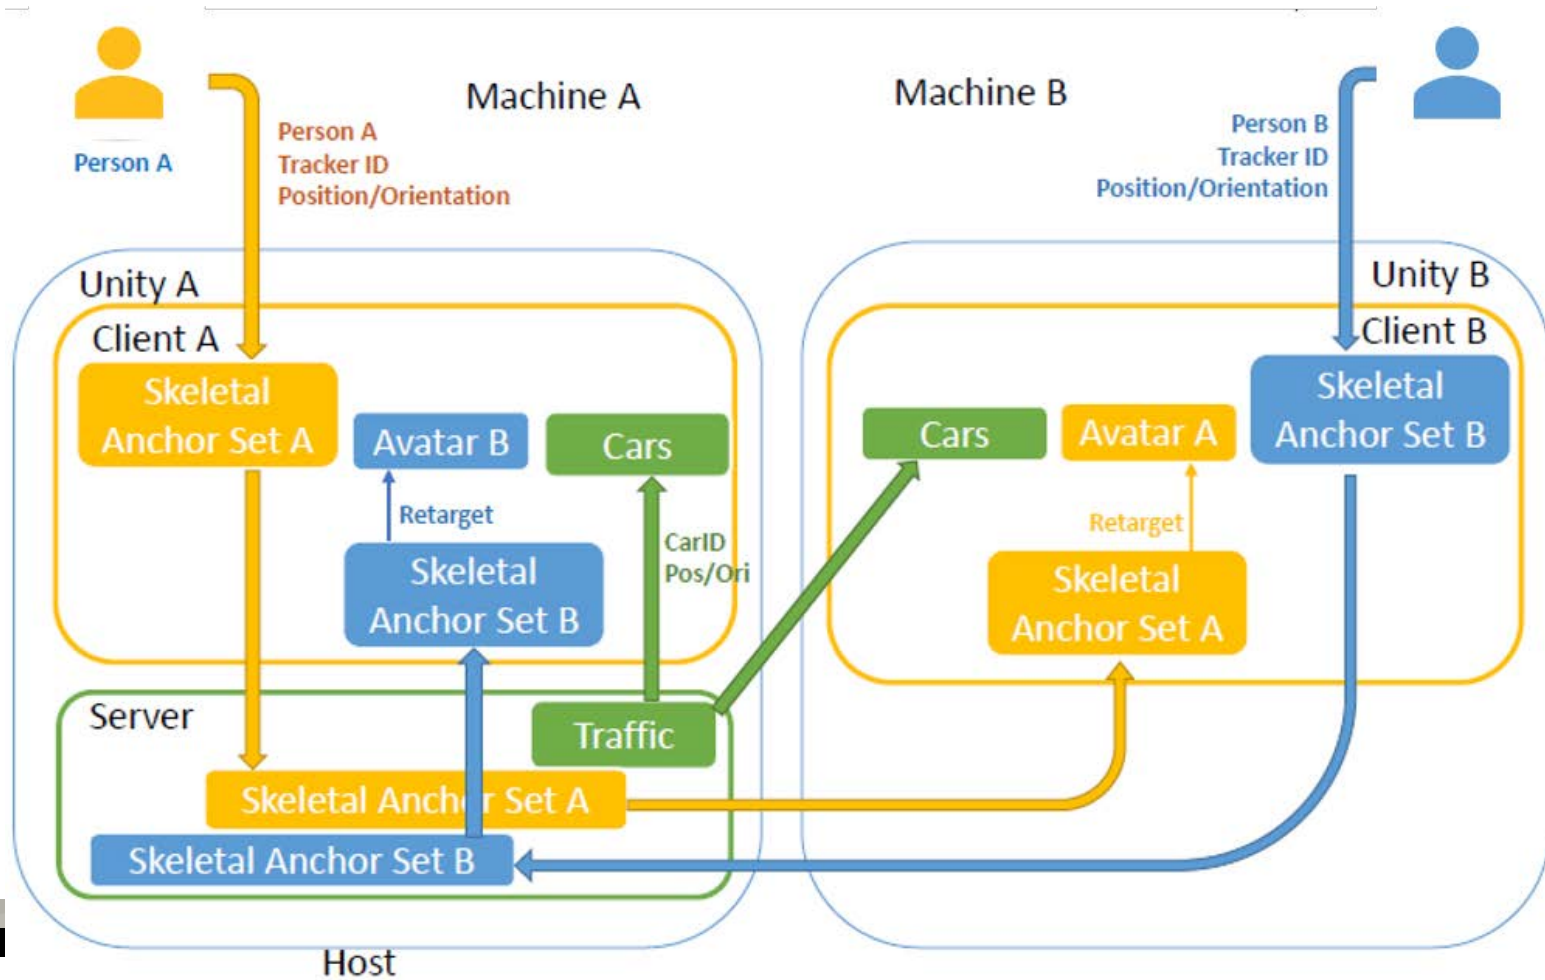 Machine A
Machine B
Person A
Person A
Tracker ID
Position/Orientation
Person B
Tracker ID
Position/Orientation
Unity A
Client A
Skeletal
Anchor Set A
Avatar B
Cars
Retarget
CarID
Pos/Ori
Skeletal
Anchor Set B
Server
Traffic
Skeletal Anchor Set A
Skeletal Anchor Set B
Host
Unity B
Client B
Skeletal
Anchor Set B
Cars
Avatar A
Retarget
Skeletal
Anchor Set A